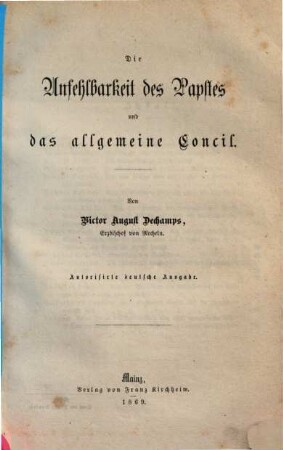 Die
Unfehlbarkeit des Papstes
und
das allgemeine Concil.
Von
Victor August Dechamps,
Erzbischof von Mecheln.
Autorisirte deutsche Ausgabe.
Mainz,
Verlag von Franz Kirchheim.
1869.